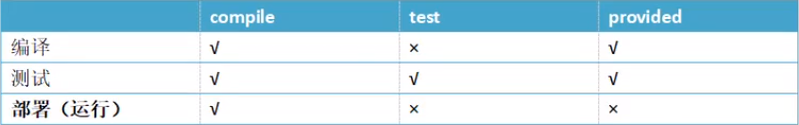 compile test provided
编译 √ × √
测试 √ √ √
部署（运行） √ × ×